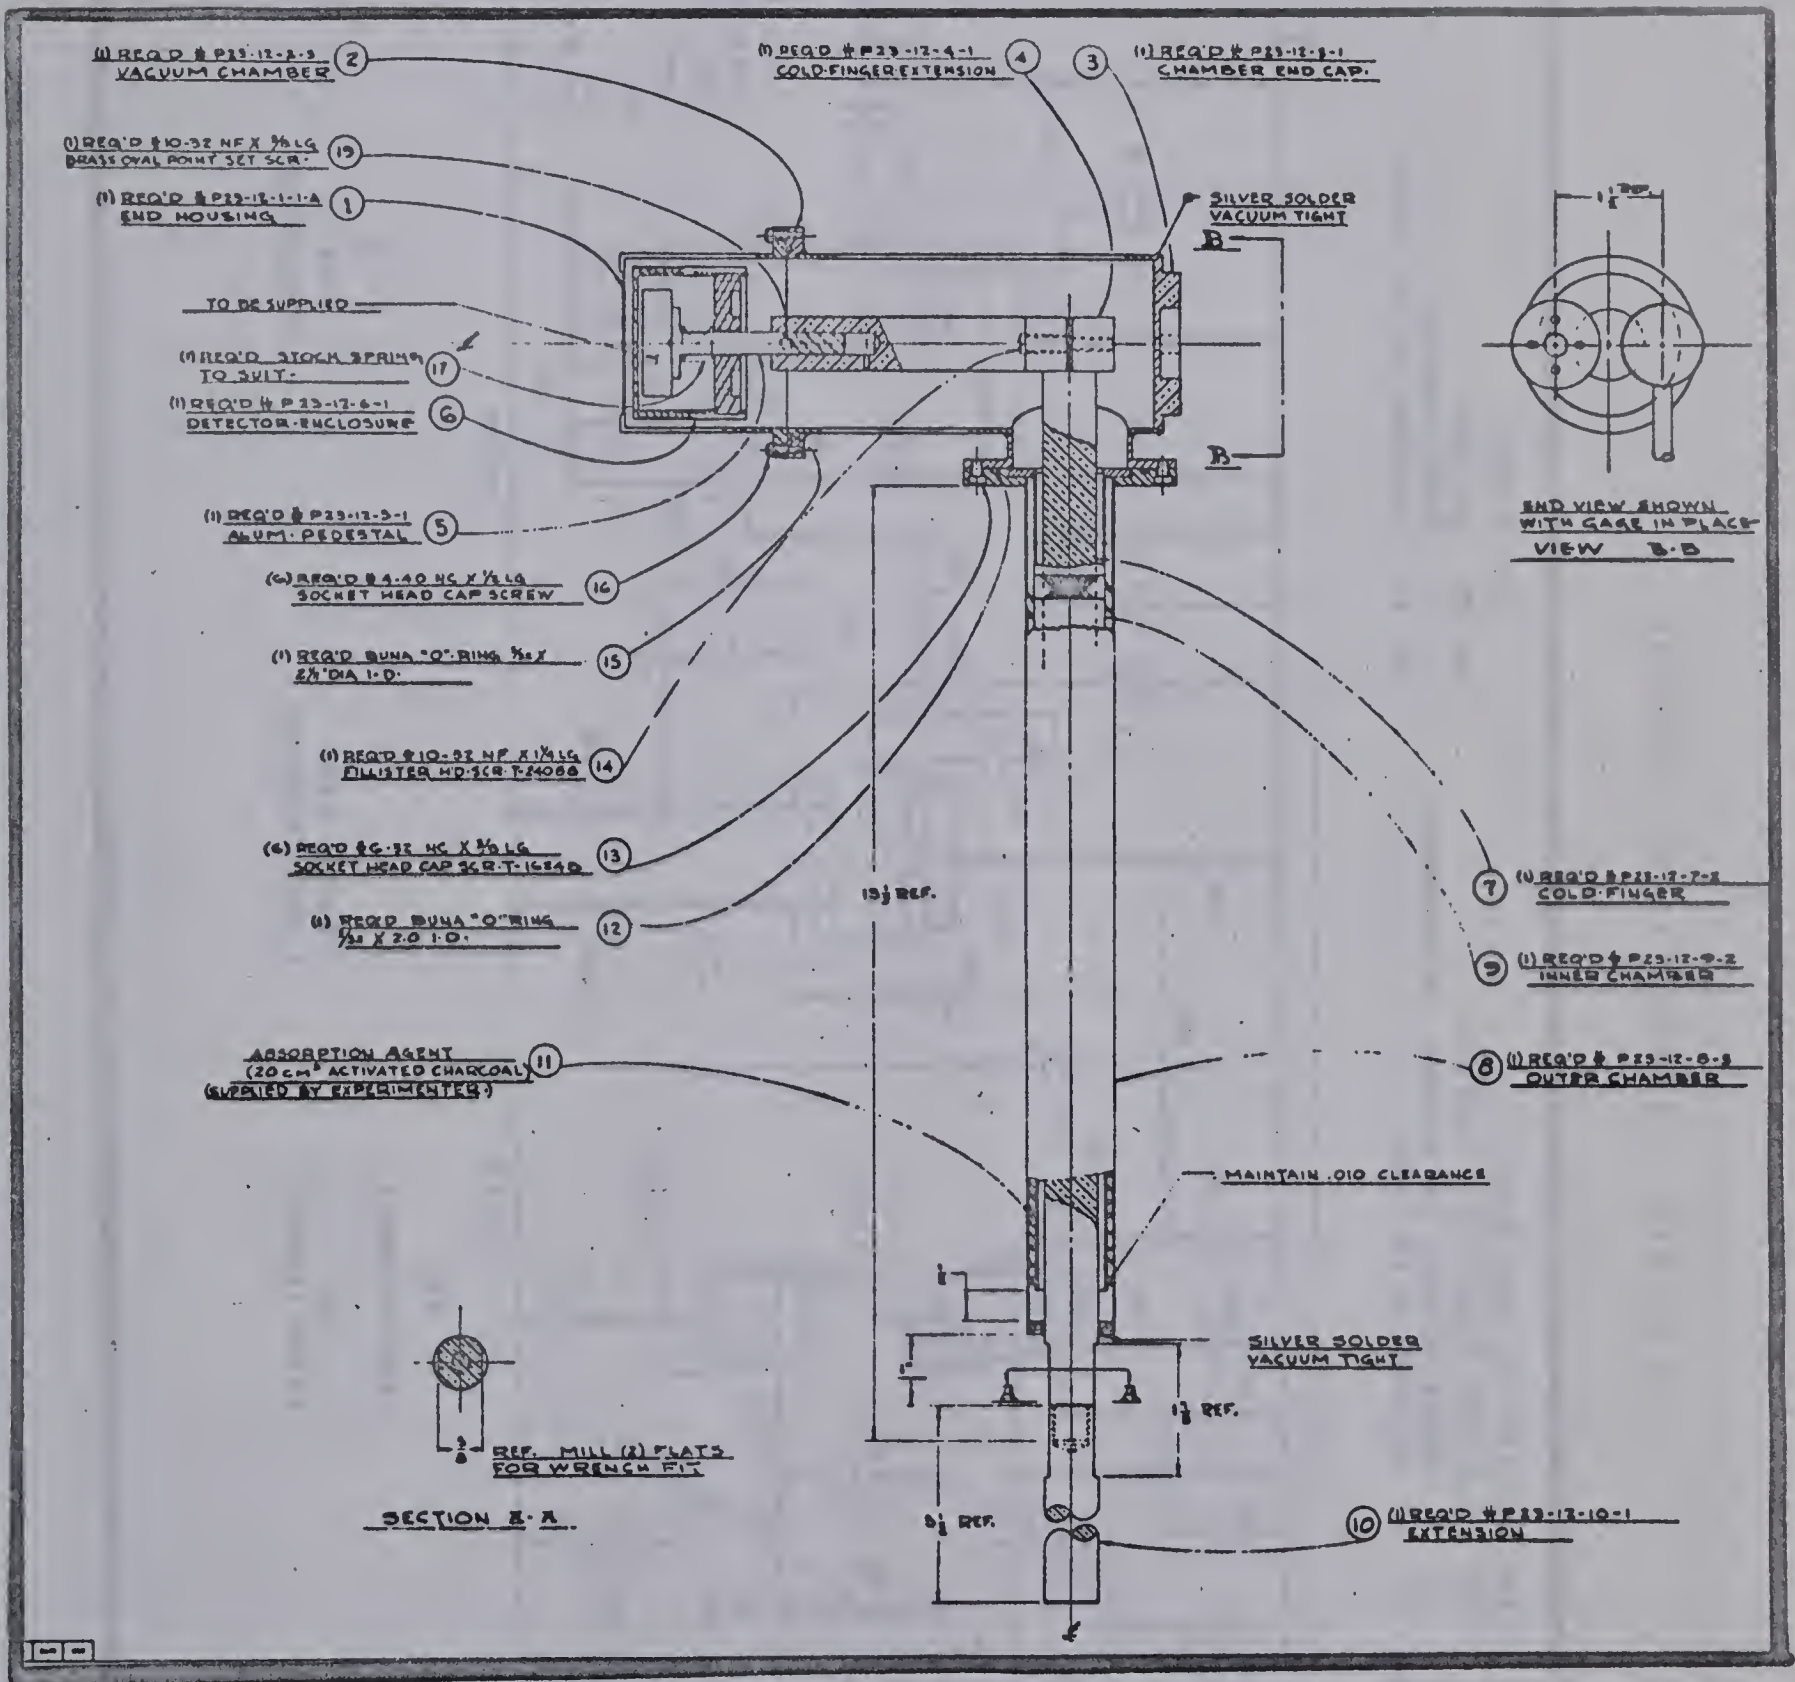 (1) REQ'D # P23-12-2-3
VACUUM CHAMBER
2
(1) REQ'D # P23-12-4-1
COLD-FINGER EXTENSION
4
3
(1) REQ'D # P23-12-3-1
CHAMBER END CAP.
(1) REQ'D #10-32 NF X 3/8 LG
BRASS OVAL POINT SET SCR.
19
(1) REQ'D # P23-12-1-1-A
END HOUSING
1
SILVER SOLDER
VACUUM TIGHT
B
B
TO BE SUPPLIED
(1) REQ'D STOCK SPRING
TO SUIT.
17
(1) REQ'D # P23-12-6-1
DETECTOR-ENCLOSURE
6
REF.
END VIEW SHOWN
WITH GAGE IN PLACE
VIEW B-B
(1) REQ'D # P23-12-5-1
ALUM. PEDESTAL
5
(6) REQ'D #4-40 NC X 1/2 LG
SOCKET HEAD CAP SCREW
16
(1) REQ'D BUNA "O"-RING X
DIA I.D.
15
(1) REQ'D #10-32 NF X 1 1/4 LG
FILLISTER H'D. SCR. T-24068
14
(6) REQ'D #6-32 NC X 3/8 LG
SOCKET HEAD CAP SCR. T-16240
13
REF.
7
(1) REQ'D # P23-12-7-2
COLD-FINGER
(1) REQ'D BUNA "O" RING
X 2.0 I.D.
12
9
(1) REQ'D # P23-12-9-2
INNER CHAMBER
ABSORPTION AGENT
(20 CM³ ACTIVATED CHARCOAL)
(SUPPLIED BY EXPERIMENTER.)
11
8
(1) REQ'D # P23-12-8-3
OUTER CHAMBER
MAINTAIN .010 CLEARANCE
SILVER SOLDER
VACUUM TIGHT
1"
REF.
REF. MILL (2) FLATS
FOR WRENCH FIT
SECTION A-A
REF.
10
(1) REQ'D # P23-12-10-1
EXTENSION